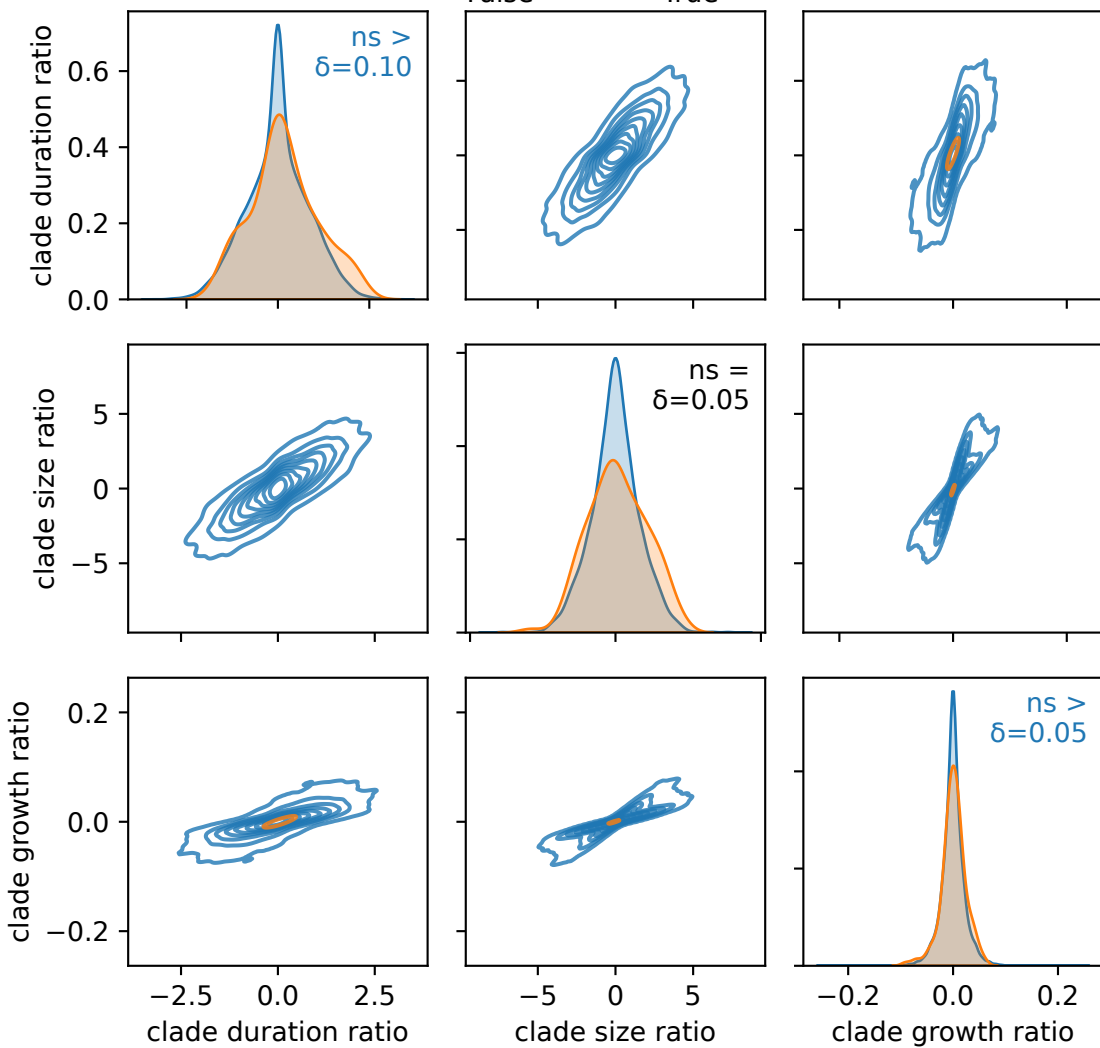 clade duration ratio
0.6
0.4
0.2
0.0
ns >
δ=0.10
clade size ratio
5
0
−5
ns =
δ=0.05
clade growth ratio
0.2
0.0
−0.2
ns >
δ=0.05
−2.5 0.0 2.5
clade duration ratio
−5 0 5
clade size ratio
−0.2 0.0 0.2
clade growth ratio